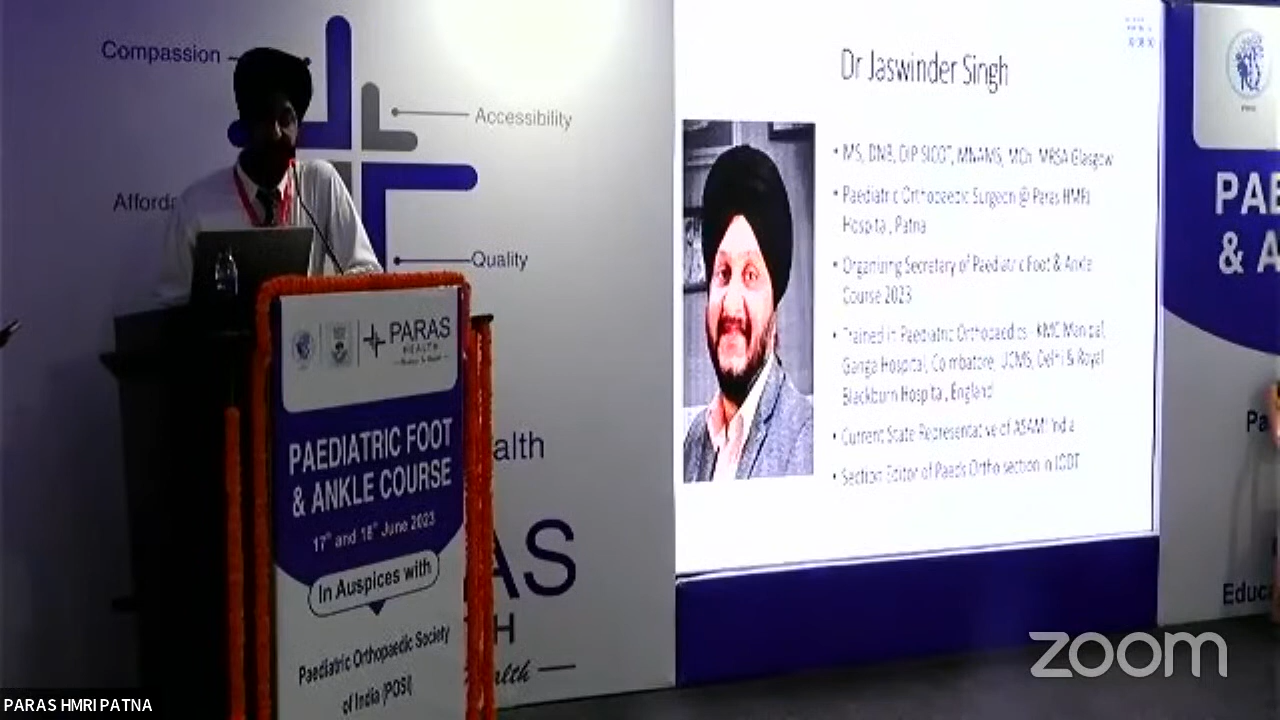 Compassion
Accessibility
Afforda
Quality
alth
AS
H
alth
PARAS
HEALTH
PAEDIATRIC FOOT
& ANKLE COURSE
17th and 18th June 2023
In Auspices with
Paediatric Orthopaedic Society
of India (POSI)
Dr Jaswinder Singh
• MS, DNB, DIP SICOT, MNAMS, MCh MRSA Glasgow
• Paediatric Orthopaedic Surgeon @ Paras HMRI
Hospital, Patna
• Organizing Secretary of Paediatric Foot & Ankle
Course 2023
• Trained in Paediatric Orthopaedics - KMC Manipal,
Ganga Hospital, Coimbatore, UCMS, Delhi & Royal
Blackburn Hospital, England
• Current State Representative of ASAMI India
• Section Editor of Paeds Ortho section in
PAE
& A
Pa
Educa
zoom
PARAS HMRI PATNA